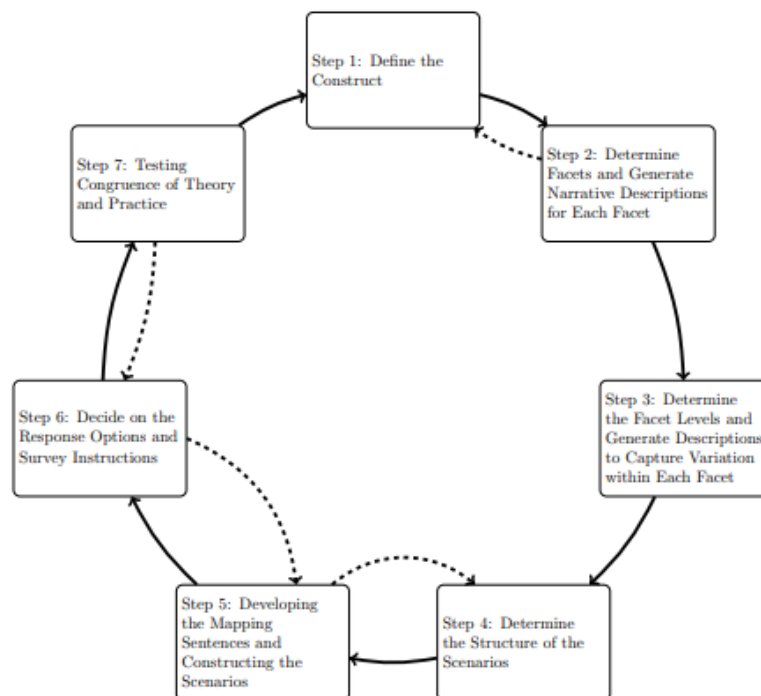 Step 1: Define the
Construct
Step 2: Determine
Facets and Generate
Narrative Descriptions
for Each Facet
Step 3: Determine
the Facet Levels and
Generate Descriptions
to Capture Variation
within Each Facet
Step 4: Determine
the Structure of the
Scenarios
Step 5: Developing
the Mapping
Sentences and
Constructing the
Scenarios
Step 6: Decide on the
Response Options and
Survey Instructions
Step 7: Testing
Congruence of Theory
and Practice